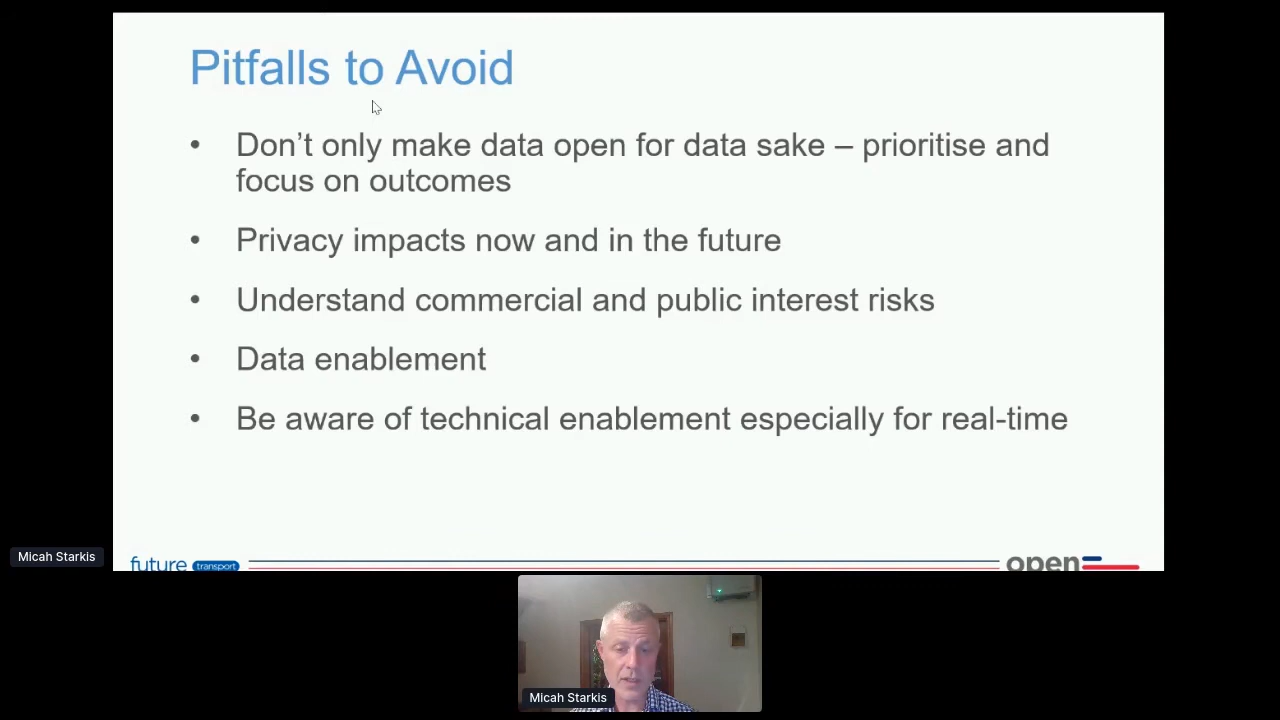 Pitfalls to Avoid
• Don’t only make data open for data sake – prioritise and
focus on outcomes
• Privacy impacts now and in the future
• Understand commercial and public interest risks
• Data enablement
• Be aware of technical enablement especially for real-time
Micah Starkis
future transport
open
Micah Starkis